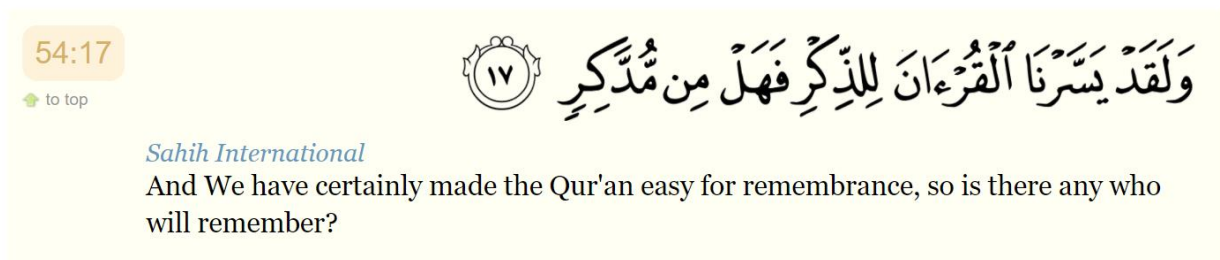 54:17
to top
وَلَقَدْ يَسَّرْنَا ٱلْقُرْءَانَ لِلذِّكْرِ فَهَلْ مِن مُّدَّكِرٍ ١٧
Sahih International
And We have certainly made the Qur'an easy for remembrance, so is there any who
will remember?